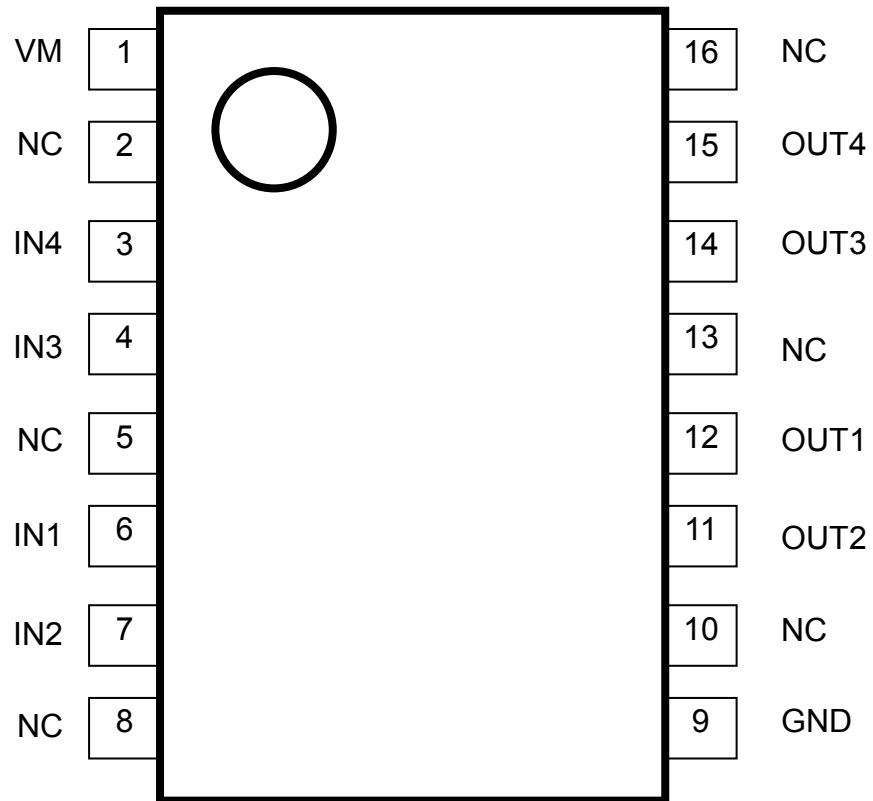 VM 1 16 NC
NC 2 15 OUT4
IN4 3 14 OUT3
IN3 4 13 NC
NC 5 12 OUT1
IN1 6 11 OUT2
IN2 7 10 NC
NC 8 9 GND